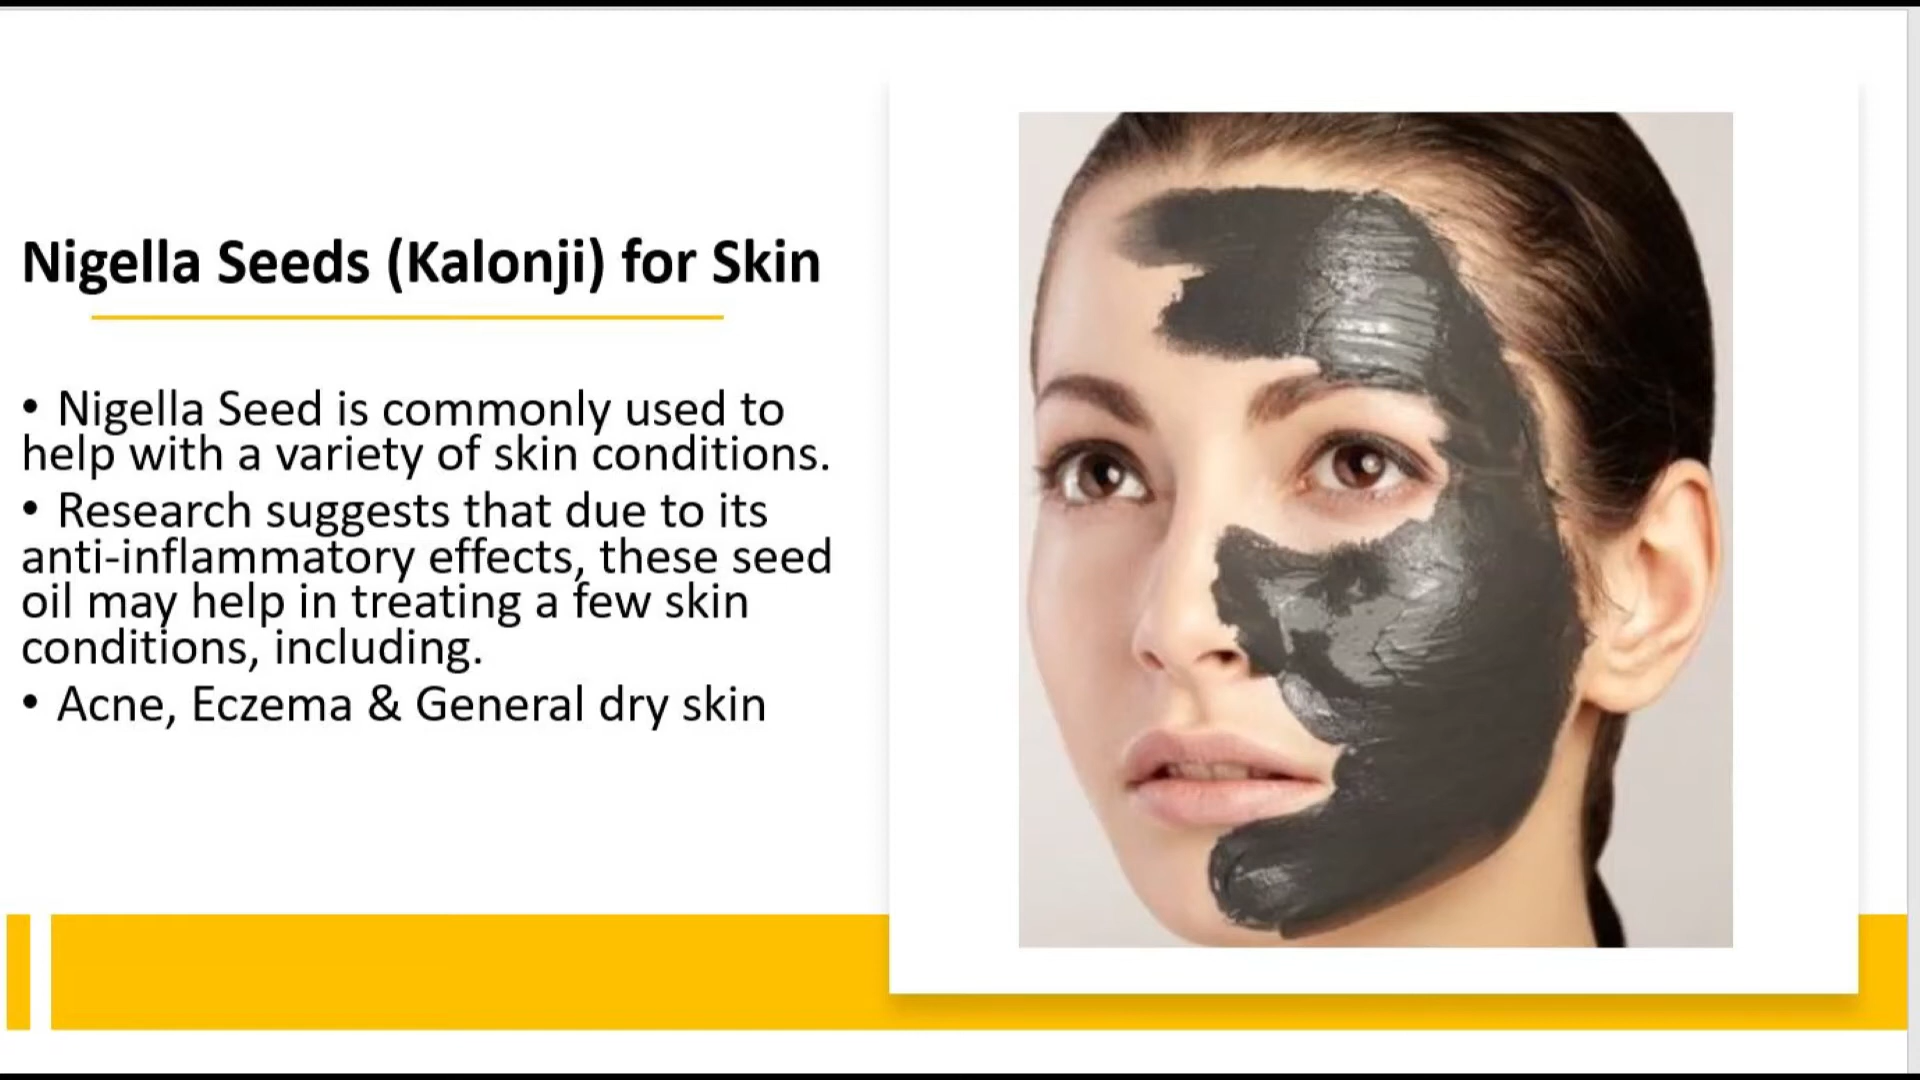 Nigella Seeds (Kalonji) for Skin
• Nigella Seed is commonly used to
help with a variety of skin conditions.
• Research suggests that due to its
anti-inflammatory effects, these seed
oil may help in treating a few skin
conditions, including.
• Acne, Eczema & General dry skin